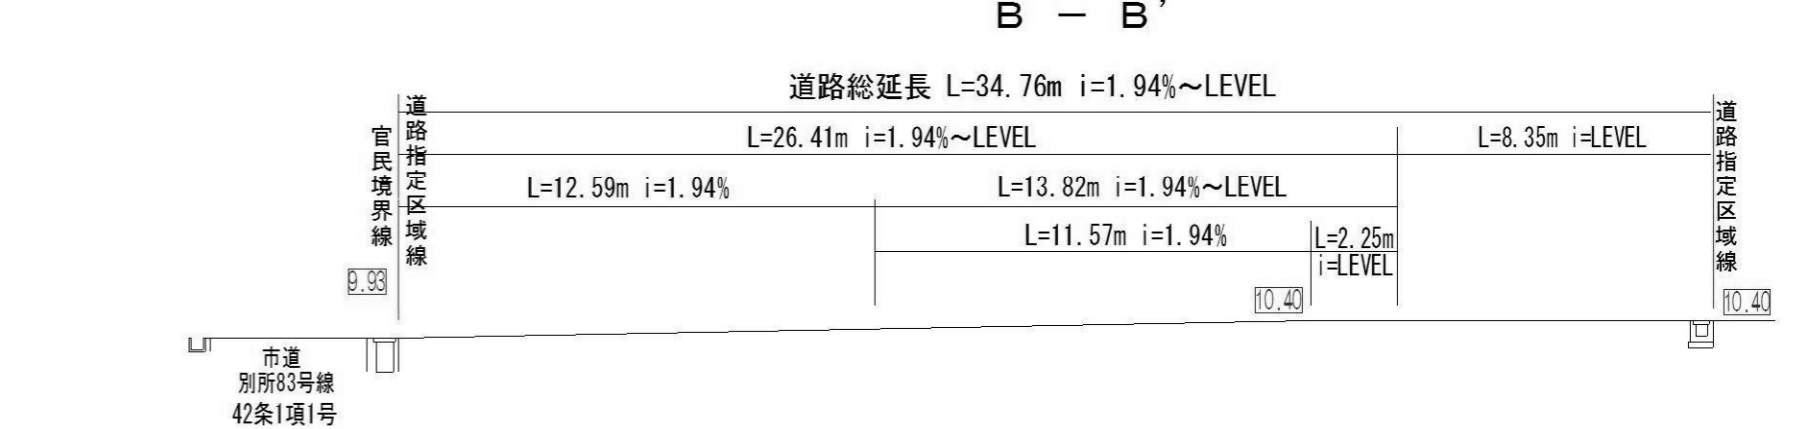 B － B’
道路総延長 L=34.76m i=1.94%～LEVEL
L=26.41m i=1.94%～LEVEL
L=8.35m i=LEVEL
L=12.59m i=1.94%
L=13.82m i=1.94%～LEVEL
L=11.57m i=1.94%
L=2.25m
i=LEVEL
官民境界線
道路指定区域線
道路指定区域線
9.93
10.40
10.40
市道
別所83号線
42条1項1号